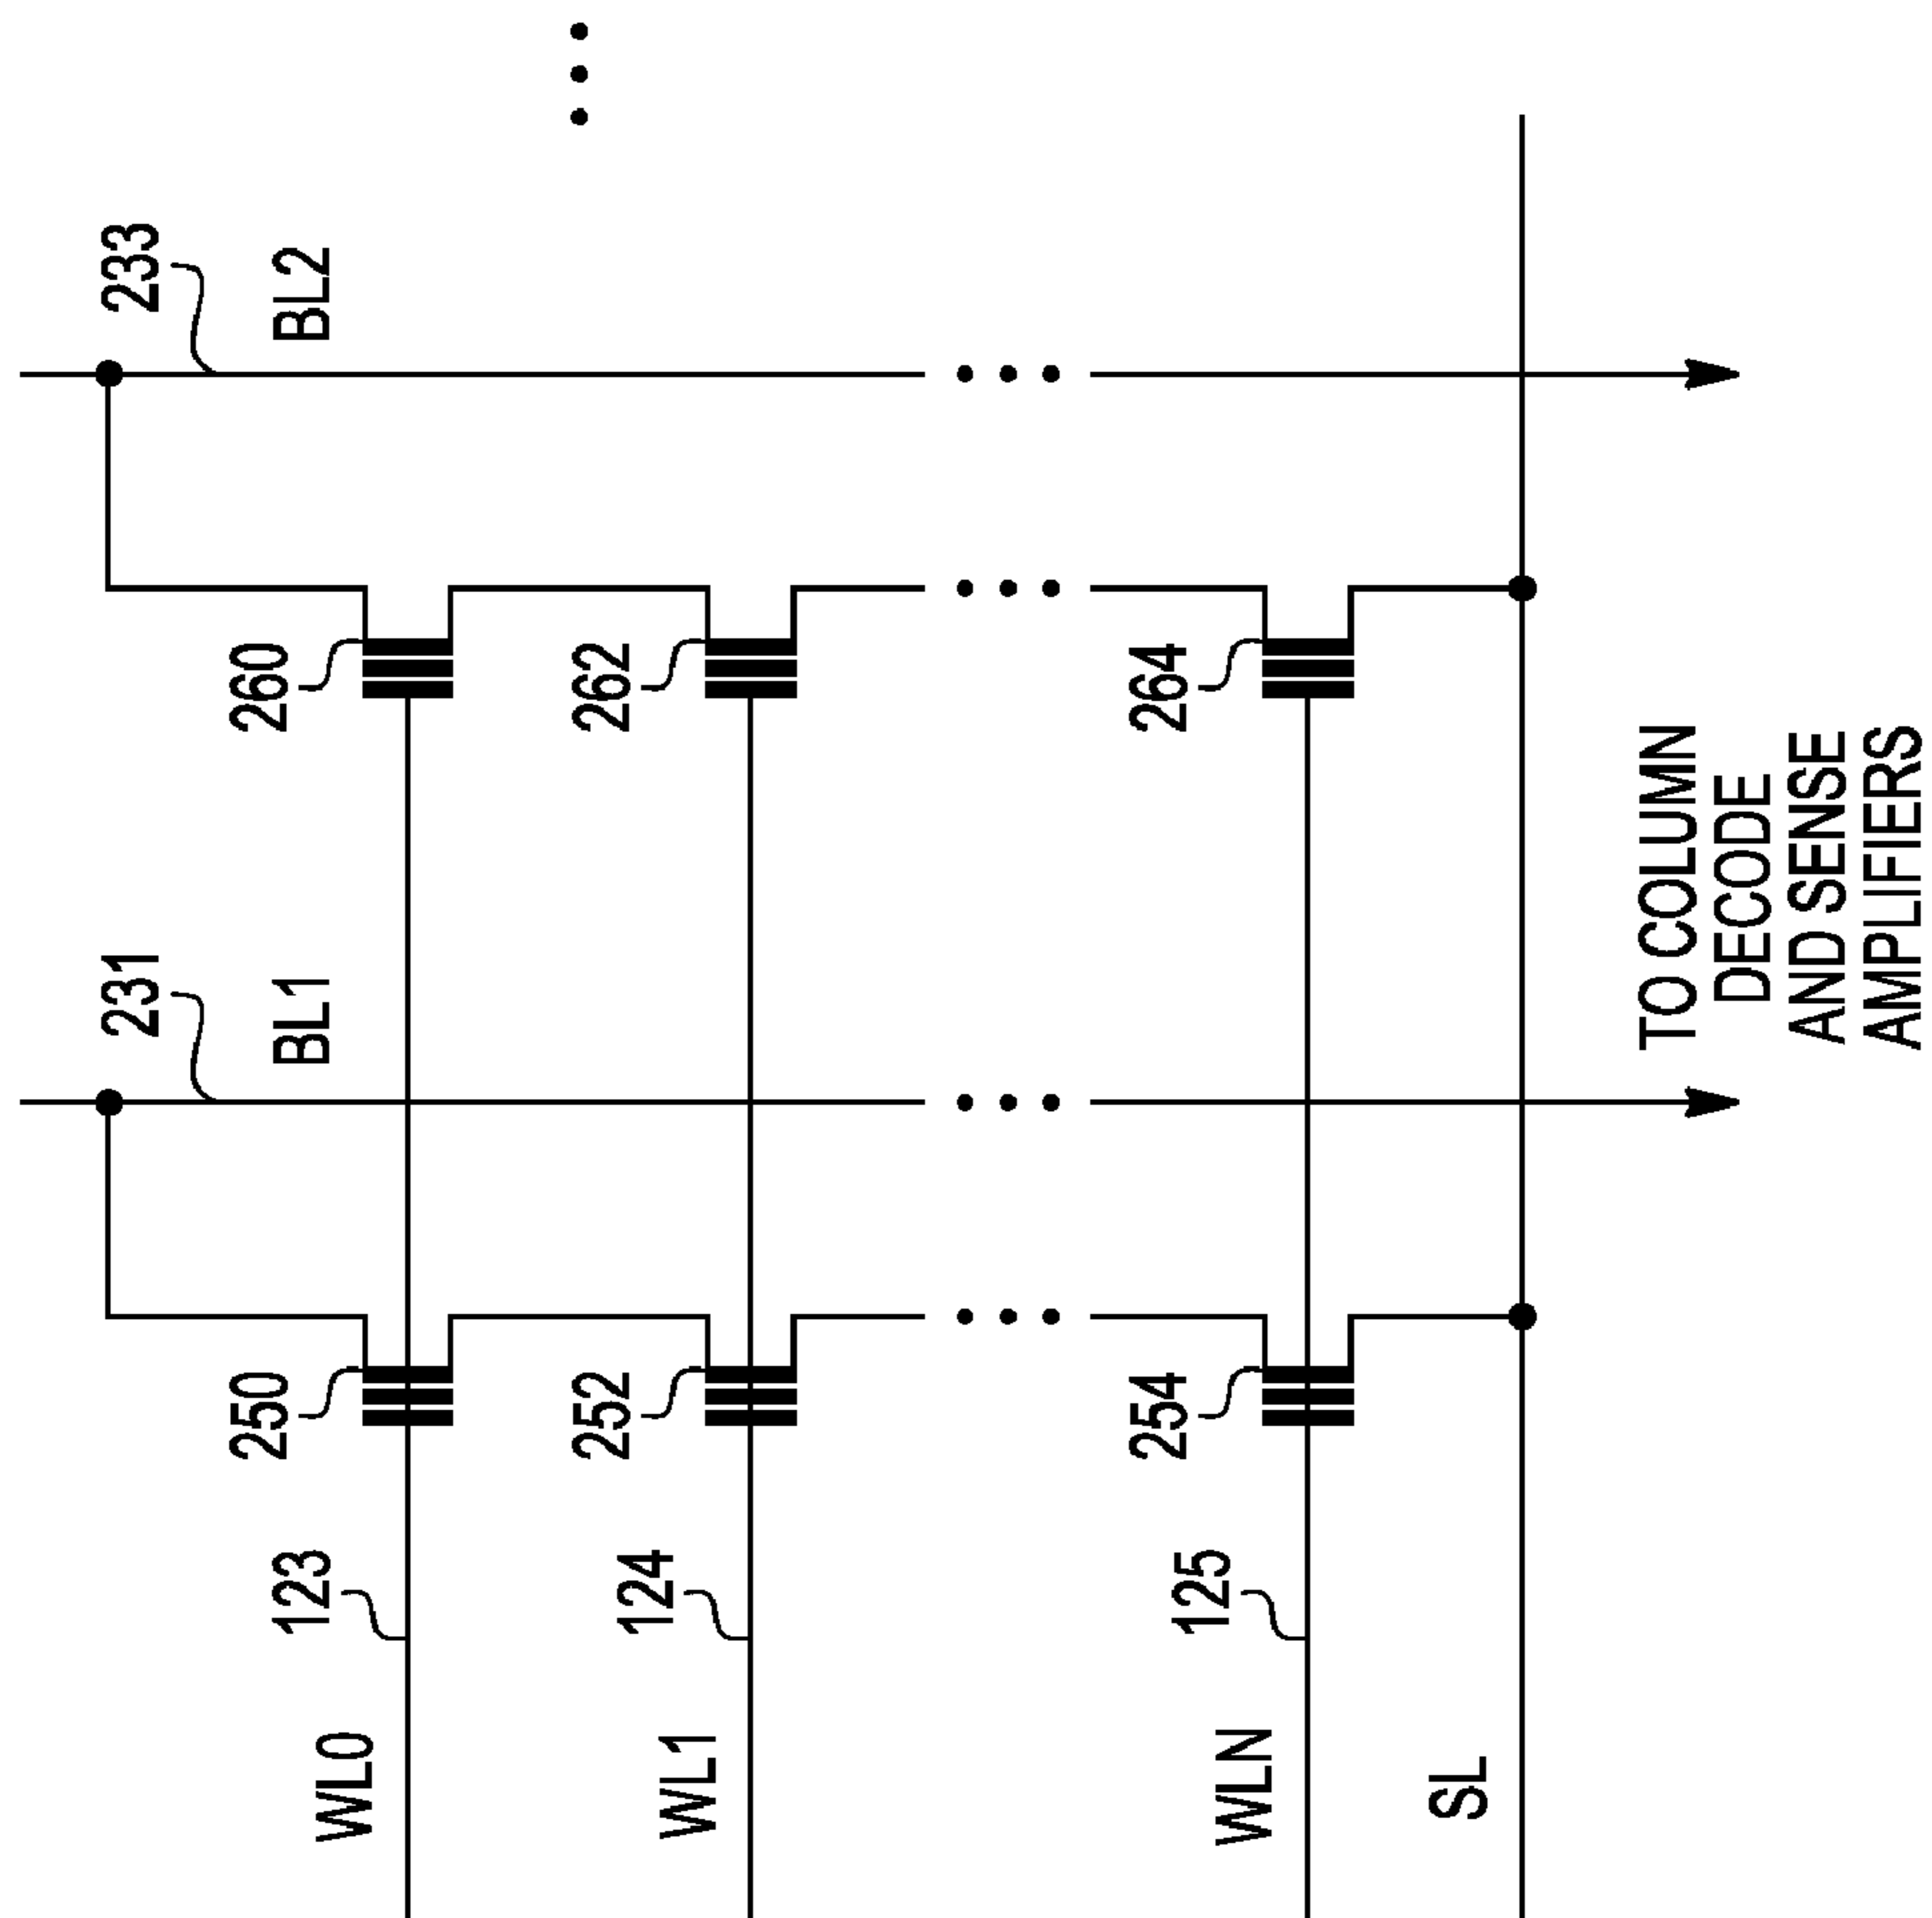 233
BL2
260
262
264
231
BL1
TO COLUMN
DECODE
AND SENSE
AMPLIFIERS
250
252
254
123
124
125
WL0
WL1
WLN
SL